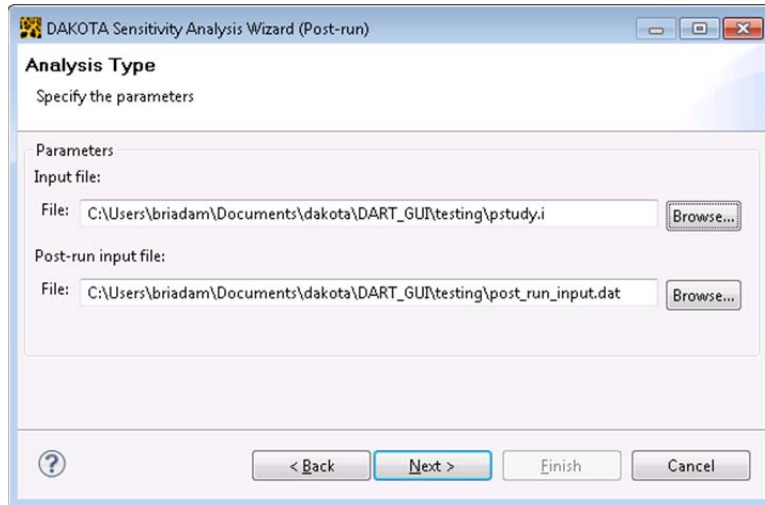 DAKOTA Sensitivity Analysis Wizard (Post-run)
Analysis Type
Specify the parameters
Parameters
Input file:
File: C:\Users\briadam\Documents\dakota\DART_GUI\testing\pstudy.i Browse...
Post-run input file:
File: C:\Users\briadam\Documents\dakota\DART_GUI\testing\post_run_input.dat Browse...
? < Back Next > Finish Cancel